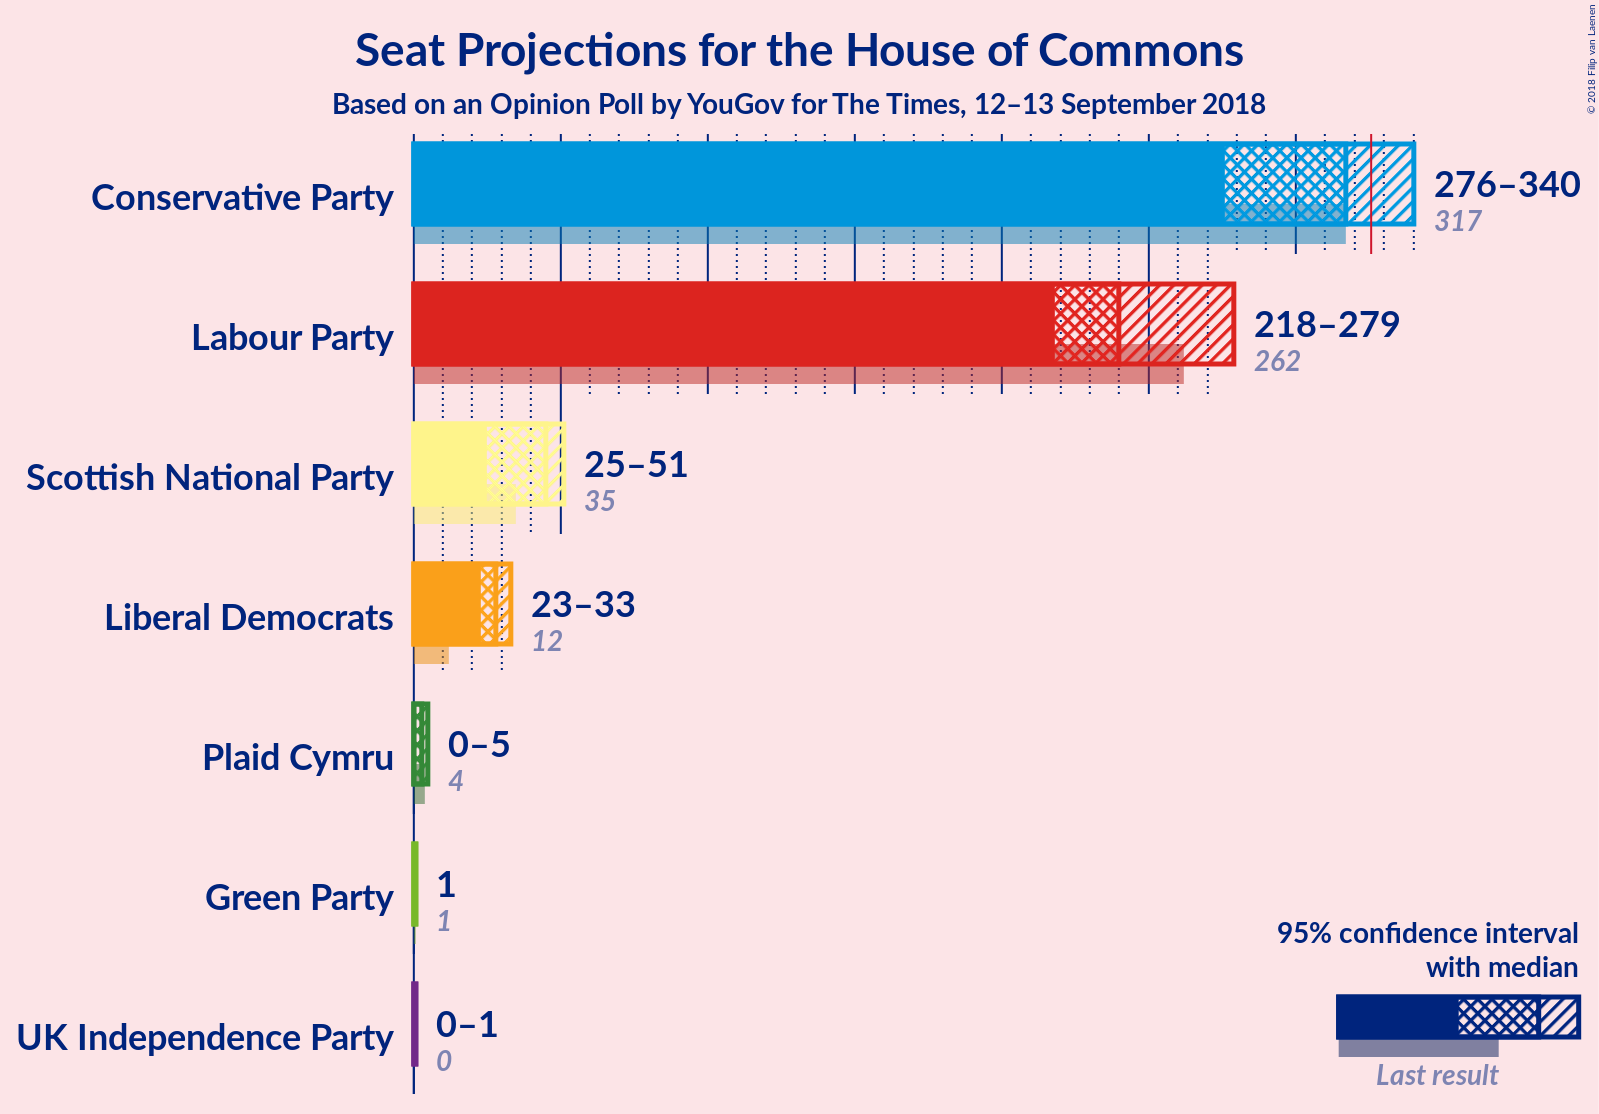 Seat Projections for the House of Commons
Based on an Opinion Poll by YouGov for The Times, 12–13 September 2018
© 2018 Filip van Laenen
Conservative Party
276–340
317
Labour Party
218–279
262
Scottish National Party
25–51
35
Liberal Democrats
23–33
12
Plaid Cymru
0–5
4
Green Party
1
1
UK Independence Party
0–1
0
95% confidence interval
with median
Last result